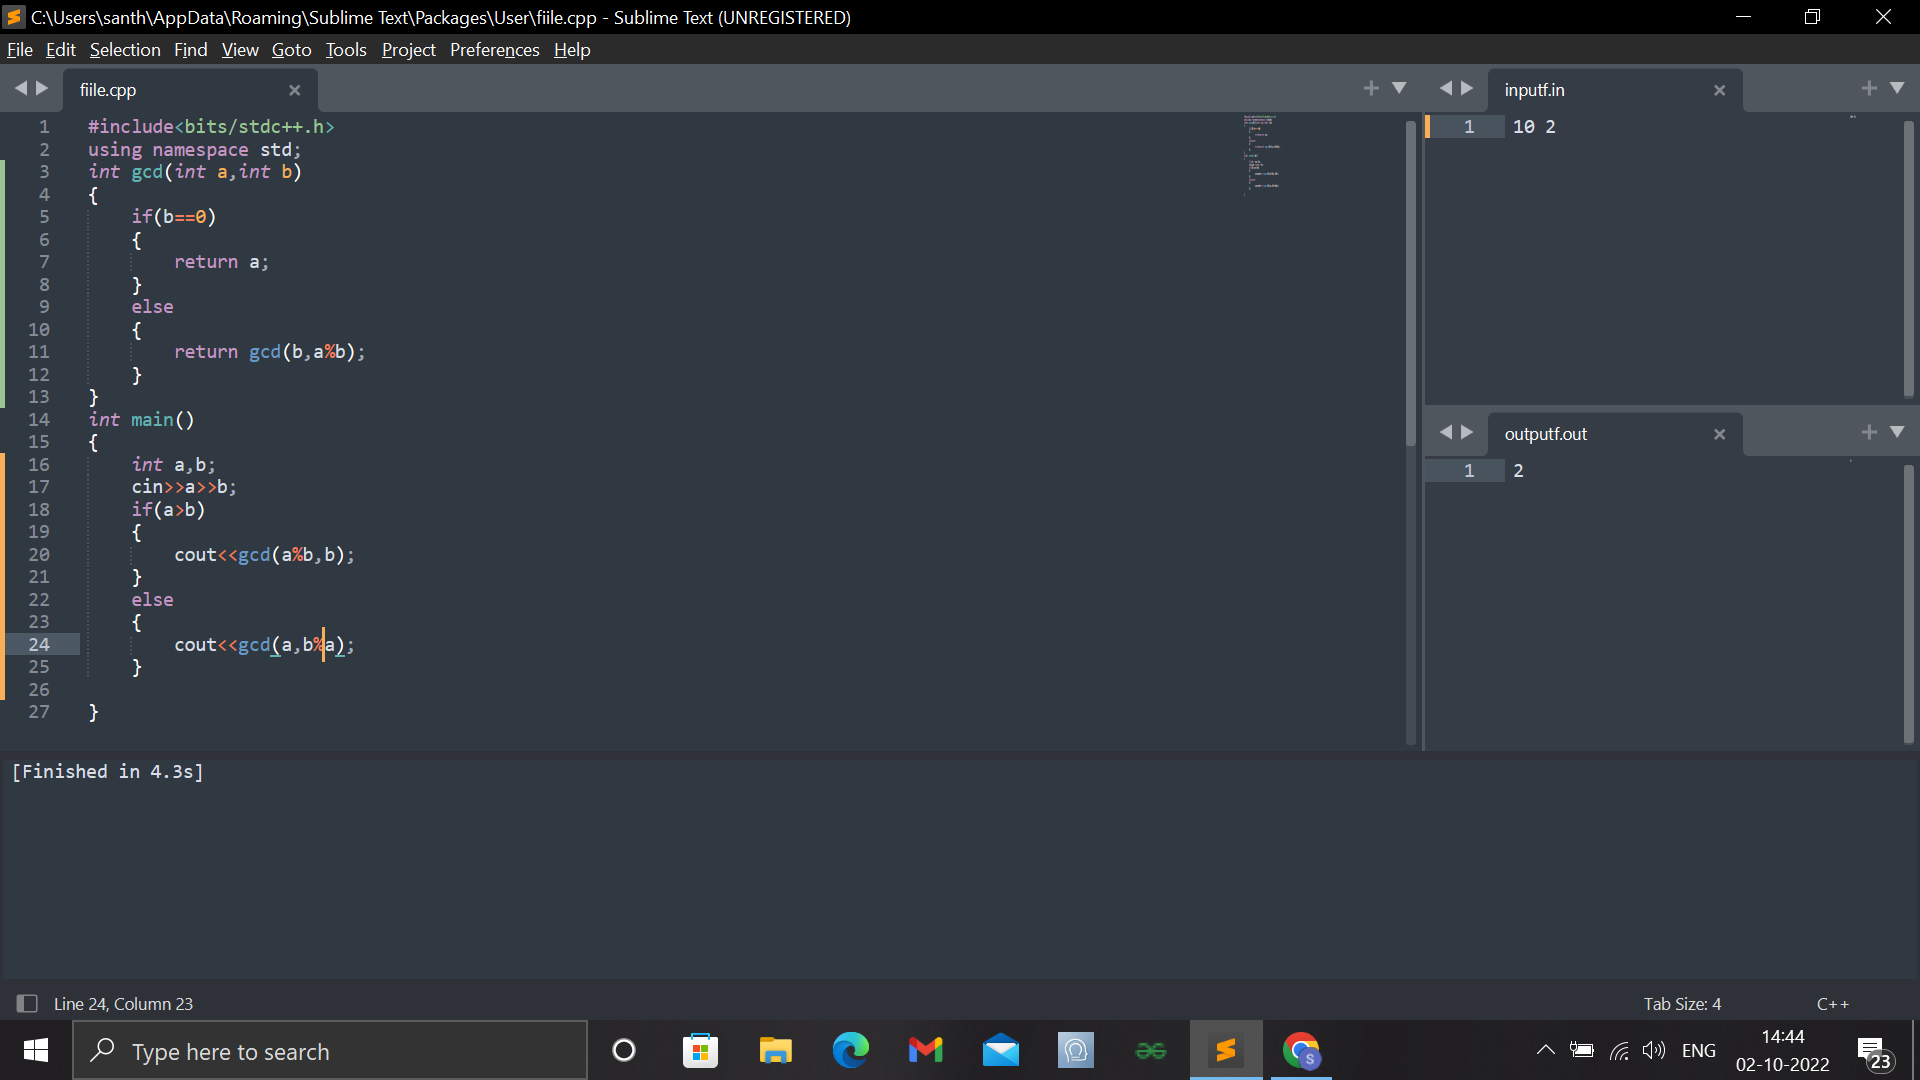 C:\Users\santh\AppData\Roaming\Sublime Text\Packages\User\fiile.cpp - Sublime Text (UNREGISTERED)
File Edit Selection Find View Goto Tools Project Preferences Help
fiile.cpp
1 #include<bits/stdc++.h>
2 using namespace std;
3 int gcd(int a,int b)
4 {
5 if(b==0)
6 {
7 return a;
8 }
9 else
10 {
11 return gcd(b,a%b);
12 }
13 }
14 int main()
15 {
16 int a,b;
17 cin>>a>>b;
18 if(a>b)
19 {
20 cout<<gcd(a%b,b);
21 }
22 else
23 {
24 cout<<gcd(a,b%a);
25 }
26
27 }
inputf.in
1 10 2
outputf.out
1 2
[Finished in 4.3s]
Line 24, Column 23
Tab Size: 4
C++
Type here to search
S
ENG
14:44
02-10-2022
23